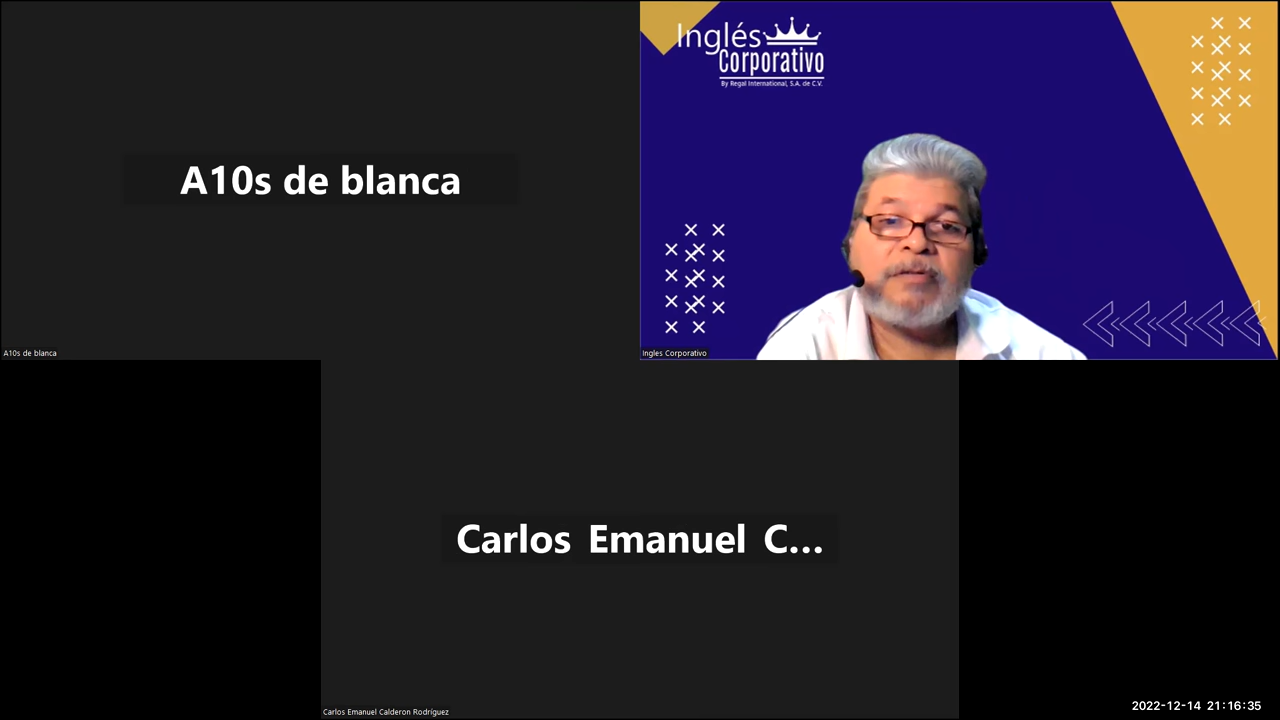 A10s de blanca
A10s de blanca
Inglés
Corporativo
By Regal International, S.A. de C.V.
Ingles Corporativo
Carlos Emanuel C...
Carlos Emanuel Calderon Rodríguez
2022-12-14 21:16:35